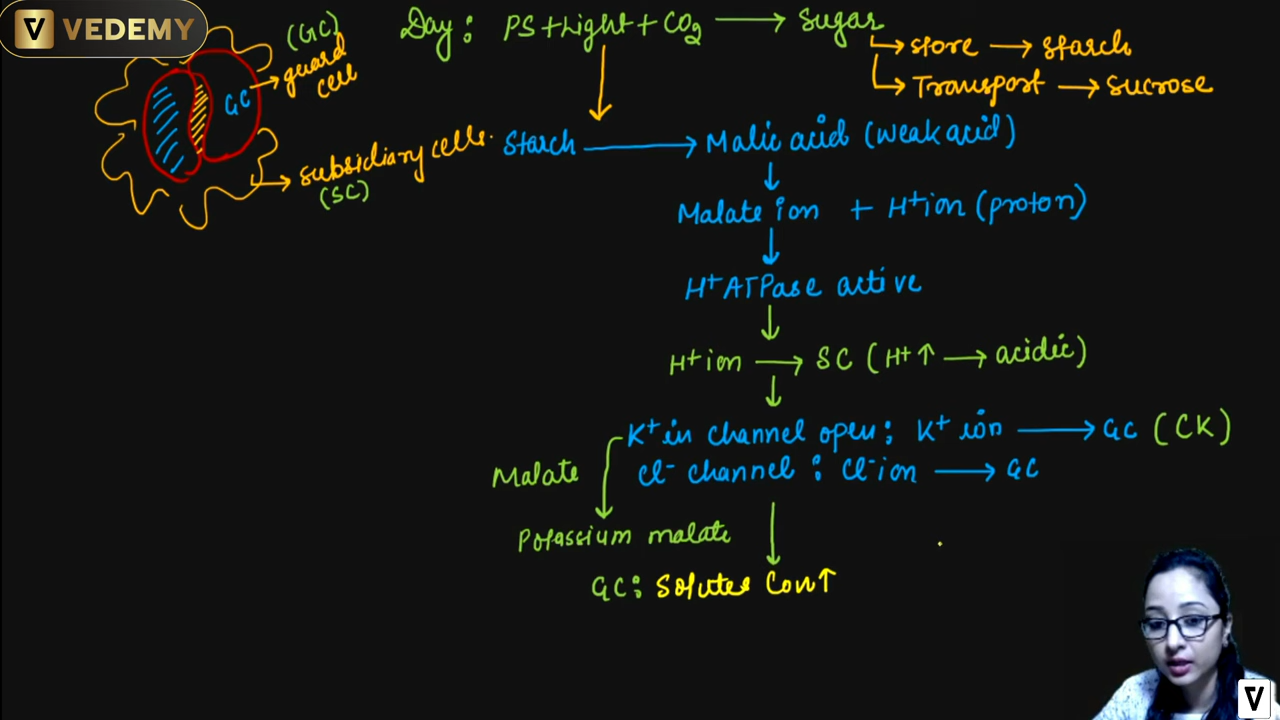 V VEDEMY
(GC)
guard cell
GC
subsidiary cells.
(SC)
Day: PS + Light + CO2 → Sugar
→ store → starch
→ Transport → Sucrose
Starch → Malic acid (weak acid)
↓
Malate ion + H+ ion (proton)
↓
H+ATPase active
↓
H+ ion → SC (H+ ↑ → acidic)
↓
K+ in channel open: K+ ion → GC (CK)
Cl- channel: Cl- ion → GC
Malate
Potassium malate
GC: Solutes Con ↑
V